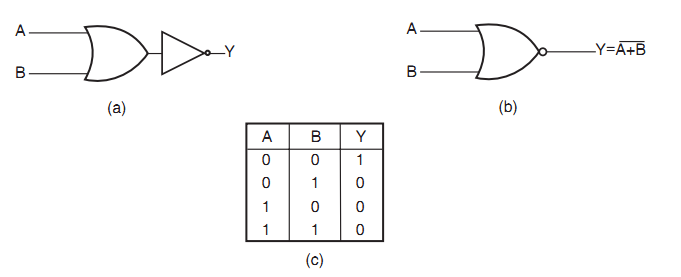 A
B
Y
(a)
A
B
Y=A̅+̅B̅
(b)
A B Y
0 0 1
0 1 0
1 0 0
1 1 0
(c)